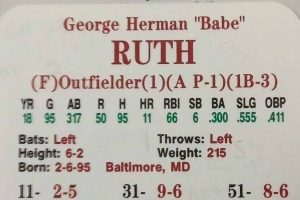 George Herman "Babe"
RUTH
(F)Outfielder(1)(A P-1)(1B-3)
YR G AB R H HR RBI SB BA SLG OBP
18 95 317 50 95 11 66 6 .300 .555 .411
Bats: Left Throws: Left
Height: 6-2 Weight: 215
Born: 2-6-95 Baltimore, MD
11- 2-5 31- 9-6 51- 8-6